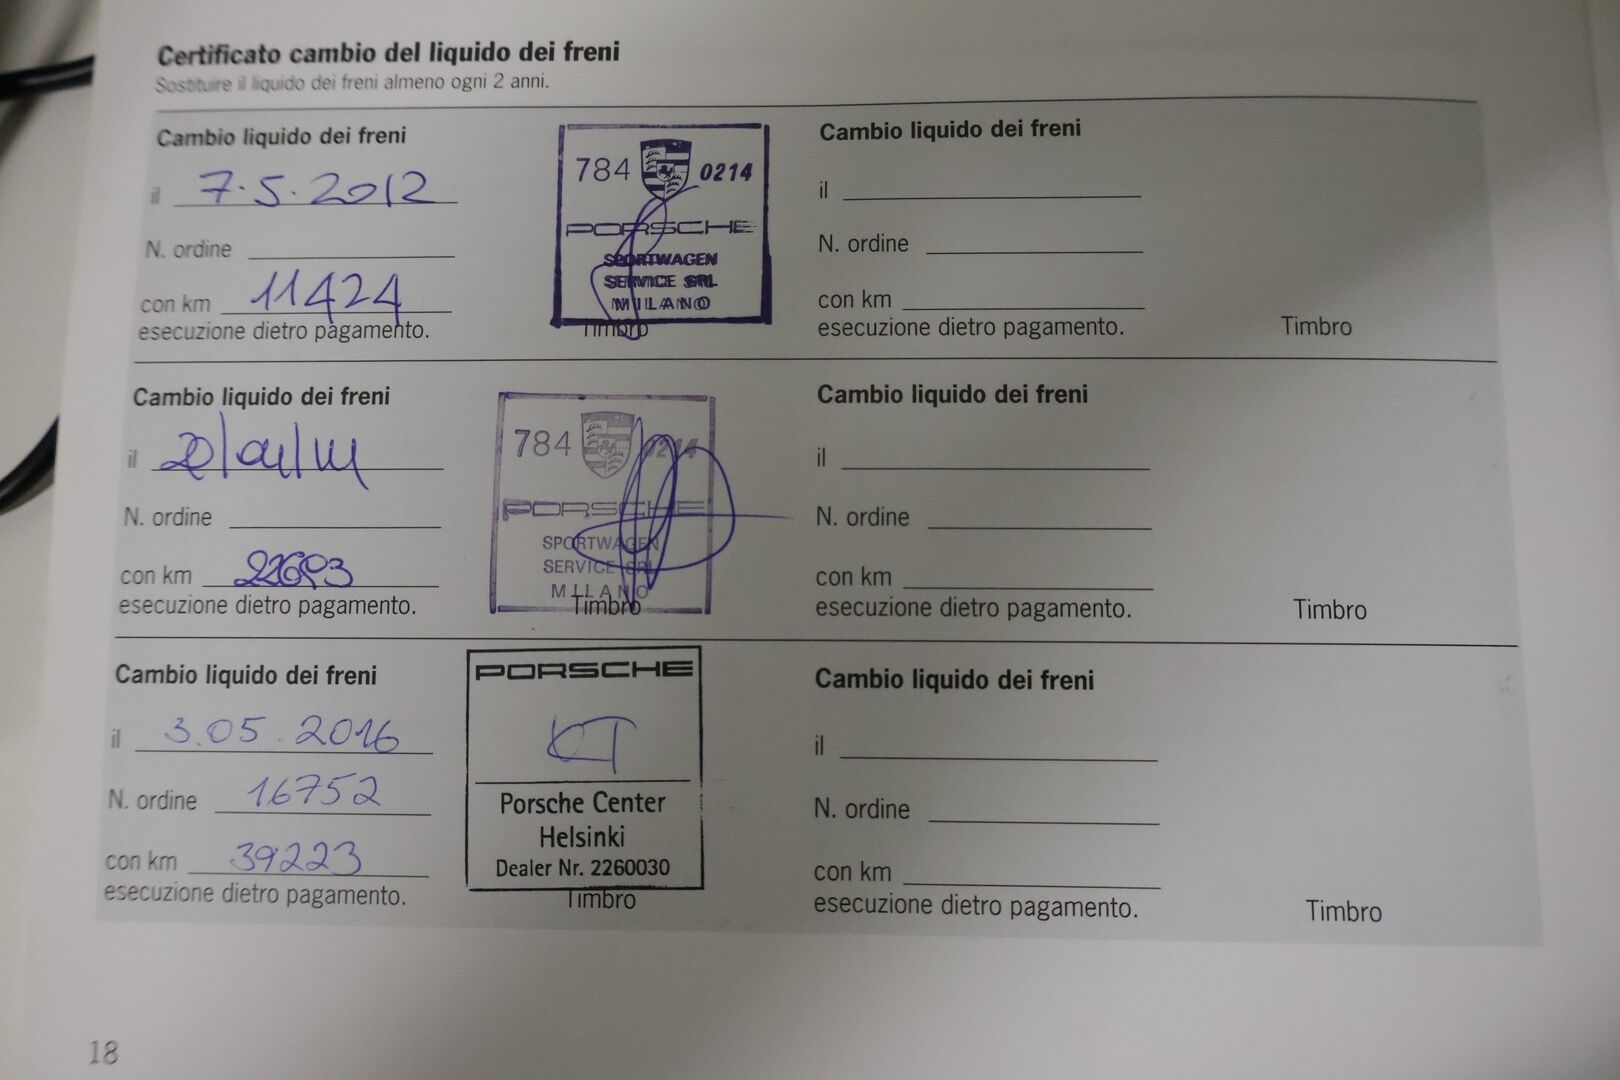 Certificato cambio del liquido dei freni
Sostituire il liquido dei freni almeno ogni 2 anni.
Cambio liquido dei freni
il 7.5.2012
N. ordine
con km 11424
esecuzione dietro pagamento.
784 0214
PORSCHE
SPORTWAGEN
SERVICE SRL
MILANO
Timbro
Cambio liquido dei freni
il
N. ordine
con km
esecuzione dietro pagamento.
Timbro
Cambio liquido dei freni
il
N. ordine
con km
esecuzione dietro pagamento.
784 0214
PORSCHE
SPORTWAGEN
SERVICE SRL
MILANO
Timbro
Cambio liquido dei freni
il
N. ordine
con km
esecuzione dietro pagamento.
Timbro
Cambio liquido dei freni
il 3.05.2016
N. ordine 16752
con km 39223
esecuzione dietro pagamento.
PORSCHE
KT
Porsche Center
Helsinki
Dealer Nr. 2260030
Timbro
Cambio liquido dei freni
il
N. ordine
con km
esecuzione dietro pagamento.
Timbro
18